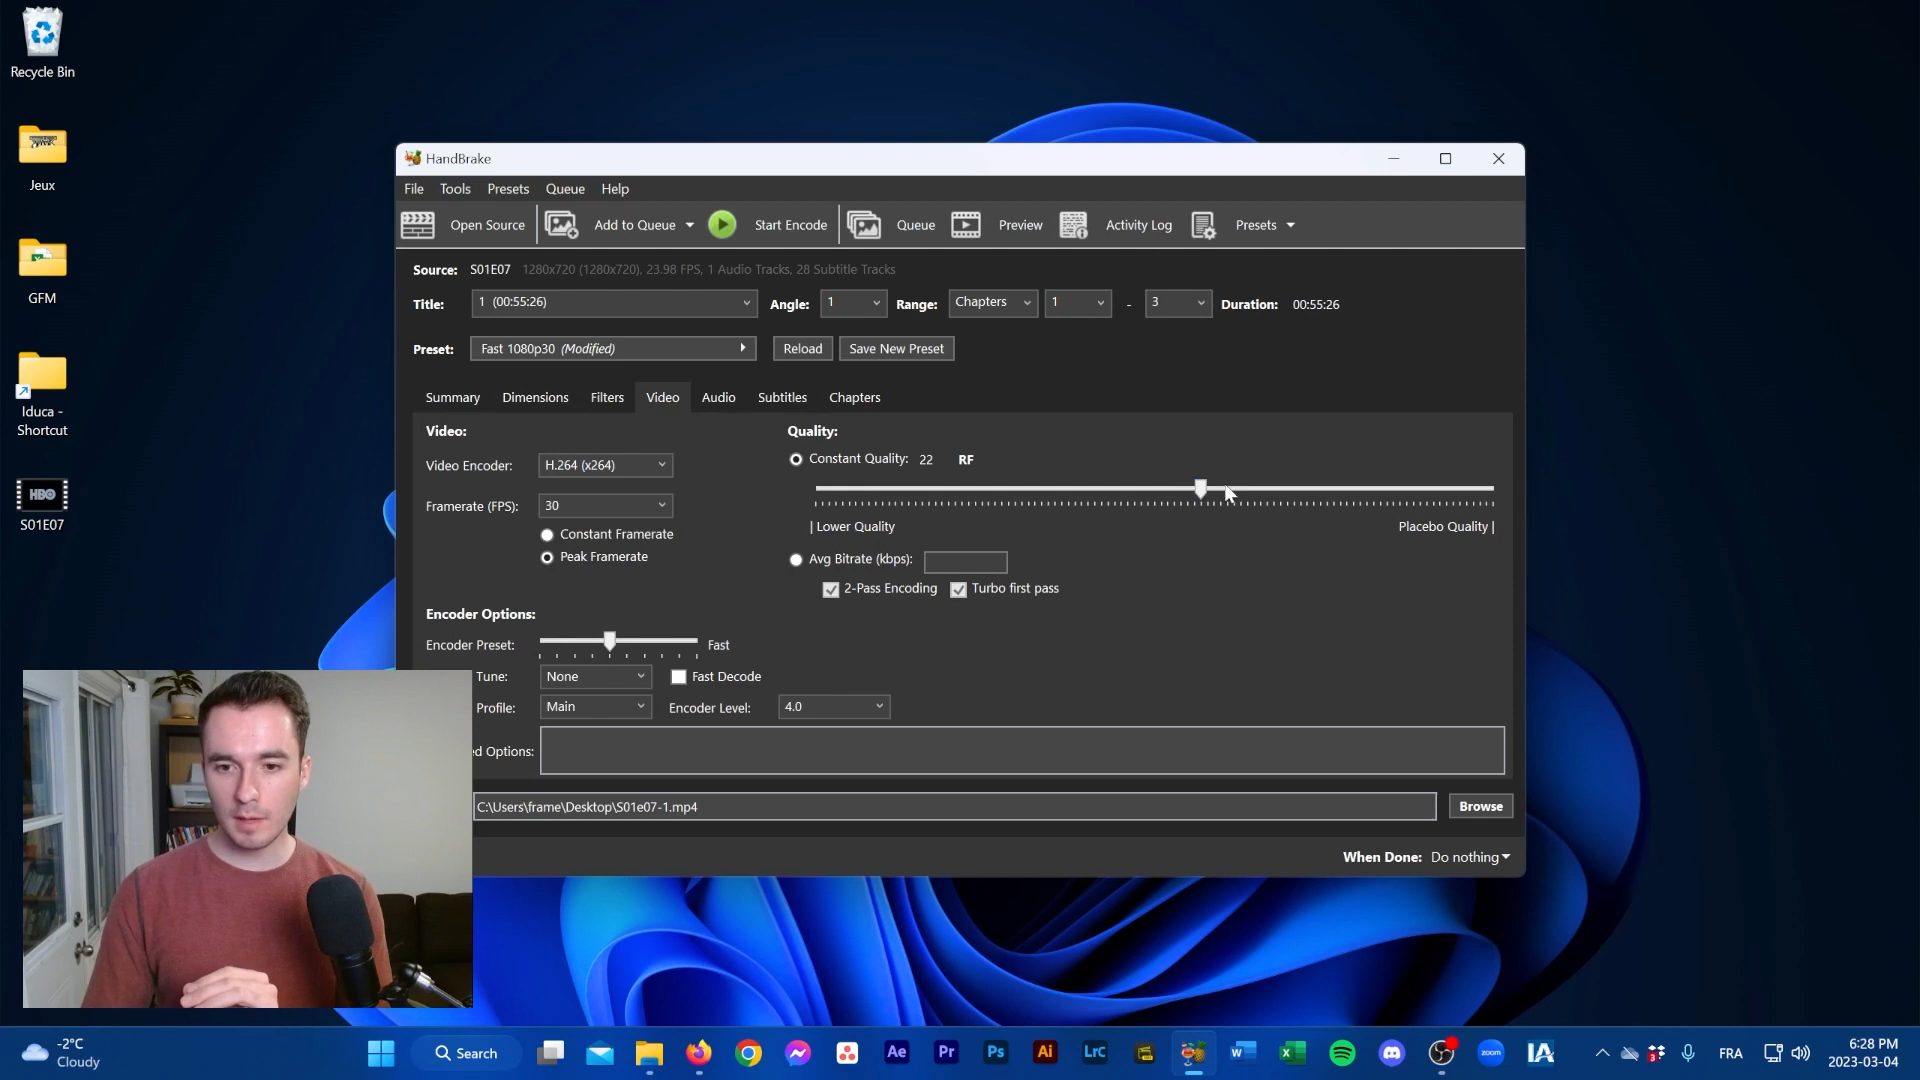 Recycle Bin
Jeux
GFM
Iduca -
Shortcut
HBO
S01E07
HandBrake
File Tools Presets Queue Help
Open Source Add to Queue Start Encode Queue Preview Activity Log Presets
Source: S01E07 1280x720 (1280x720), 23.98 FPS, 1 Audio Tracks, 28 Subtitle Tracks
Title: 1 (00:55:26) Angle: 1 Range: Chapters 1 - 3 Duration: 00:55:26
Preset: Fast 1080p30 (Modified) Reload Save New Preset
Summary Dimensions Filters Video Audio Subtitles Chapters
Video: Quality:
Constant Quality: 22 RF
Video Encoder: H.264 (x264)
Framerate (FPS): 30
| Lower Quality Placebo Quality |
Constant Framerate
Peak Framerate
Avg Bitrate (kbps):
2-Pass Encoding Turbo first pass
Encoder Options:
Encoder Preset: Fast
Tune: None Fast Decode
Profile: Main Encoder Level: 4.0
ed Options:
C:\Users\frame\Desktop\S01e07-1.mp4 Browse
When Done: Do nothing
-2°C
Cloudy
Search
Ae Pr Ps Ai LrC
W X zoom IA
3
FRA
6:28 PM
2023-03-04